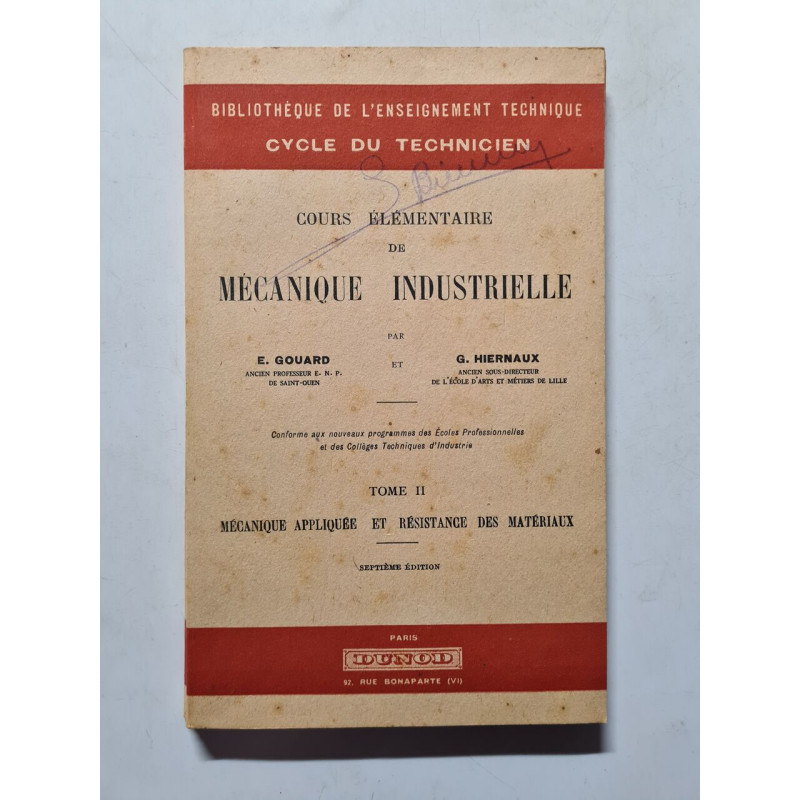 BIBLIOTHÈQUE DE L'ENSEIGNEMENT TECHNIQUE
CYCLE DU TECHNICIEN
COURS ÉLÉMENTAIRE
DE
MÉCANIQUE INDUSTRIELLE
PAR
E. GOUARD
ANCIEN PROFESSEUR E. N. P.
DE SAINT-OUEN
ET
G. HIERNAUX
ANCIEN SOUS-DIRECTEUR
DE L'ÉCOLE D'ARTS ET MÉTIERS DE LILLE
Conforme aux nouveaux programmes des Écoles Professionnelles
et des Collèges Techniques d'Industrie
TOME II
MÉCANIQUE APPLIQUÉE ET RÉSISTANCE DES MATÉRIAUX
SEPTIÈME ÉDITION
PARIS
DUNOD
92, RUE BONAPARTE (VI)